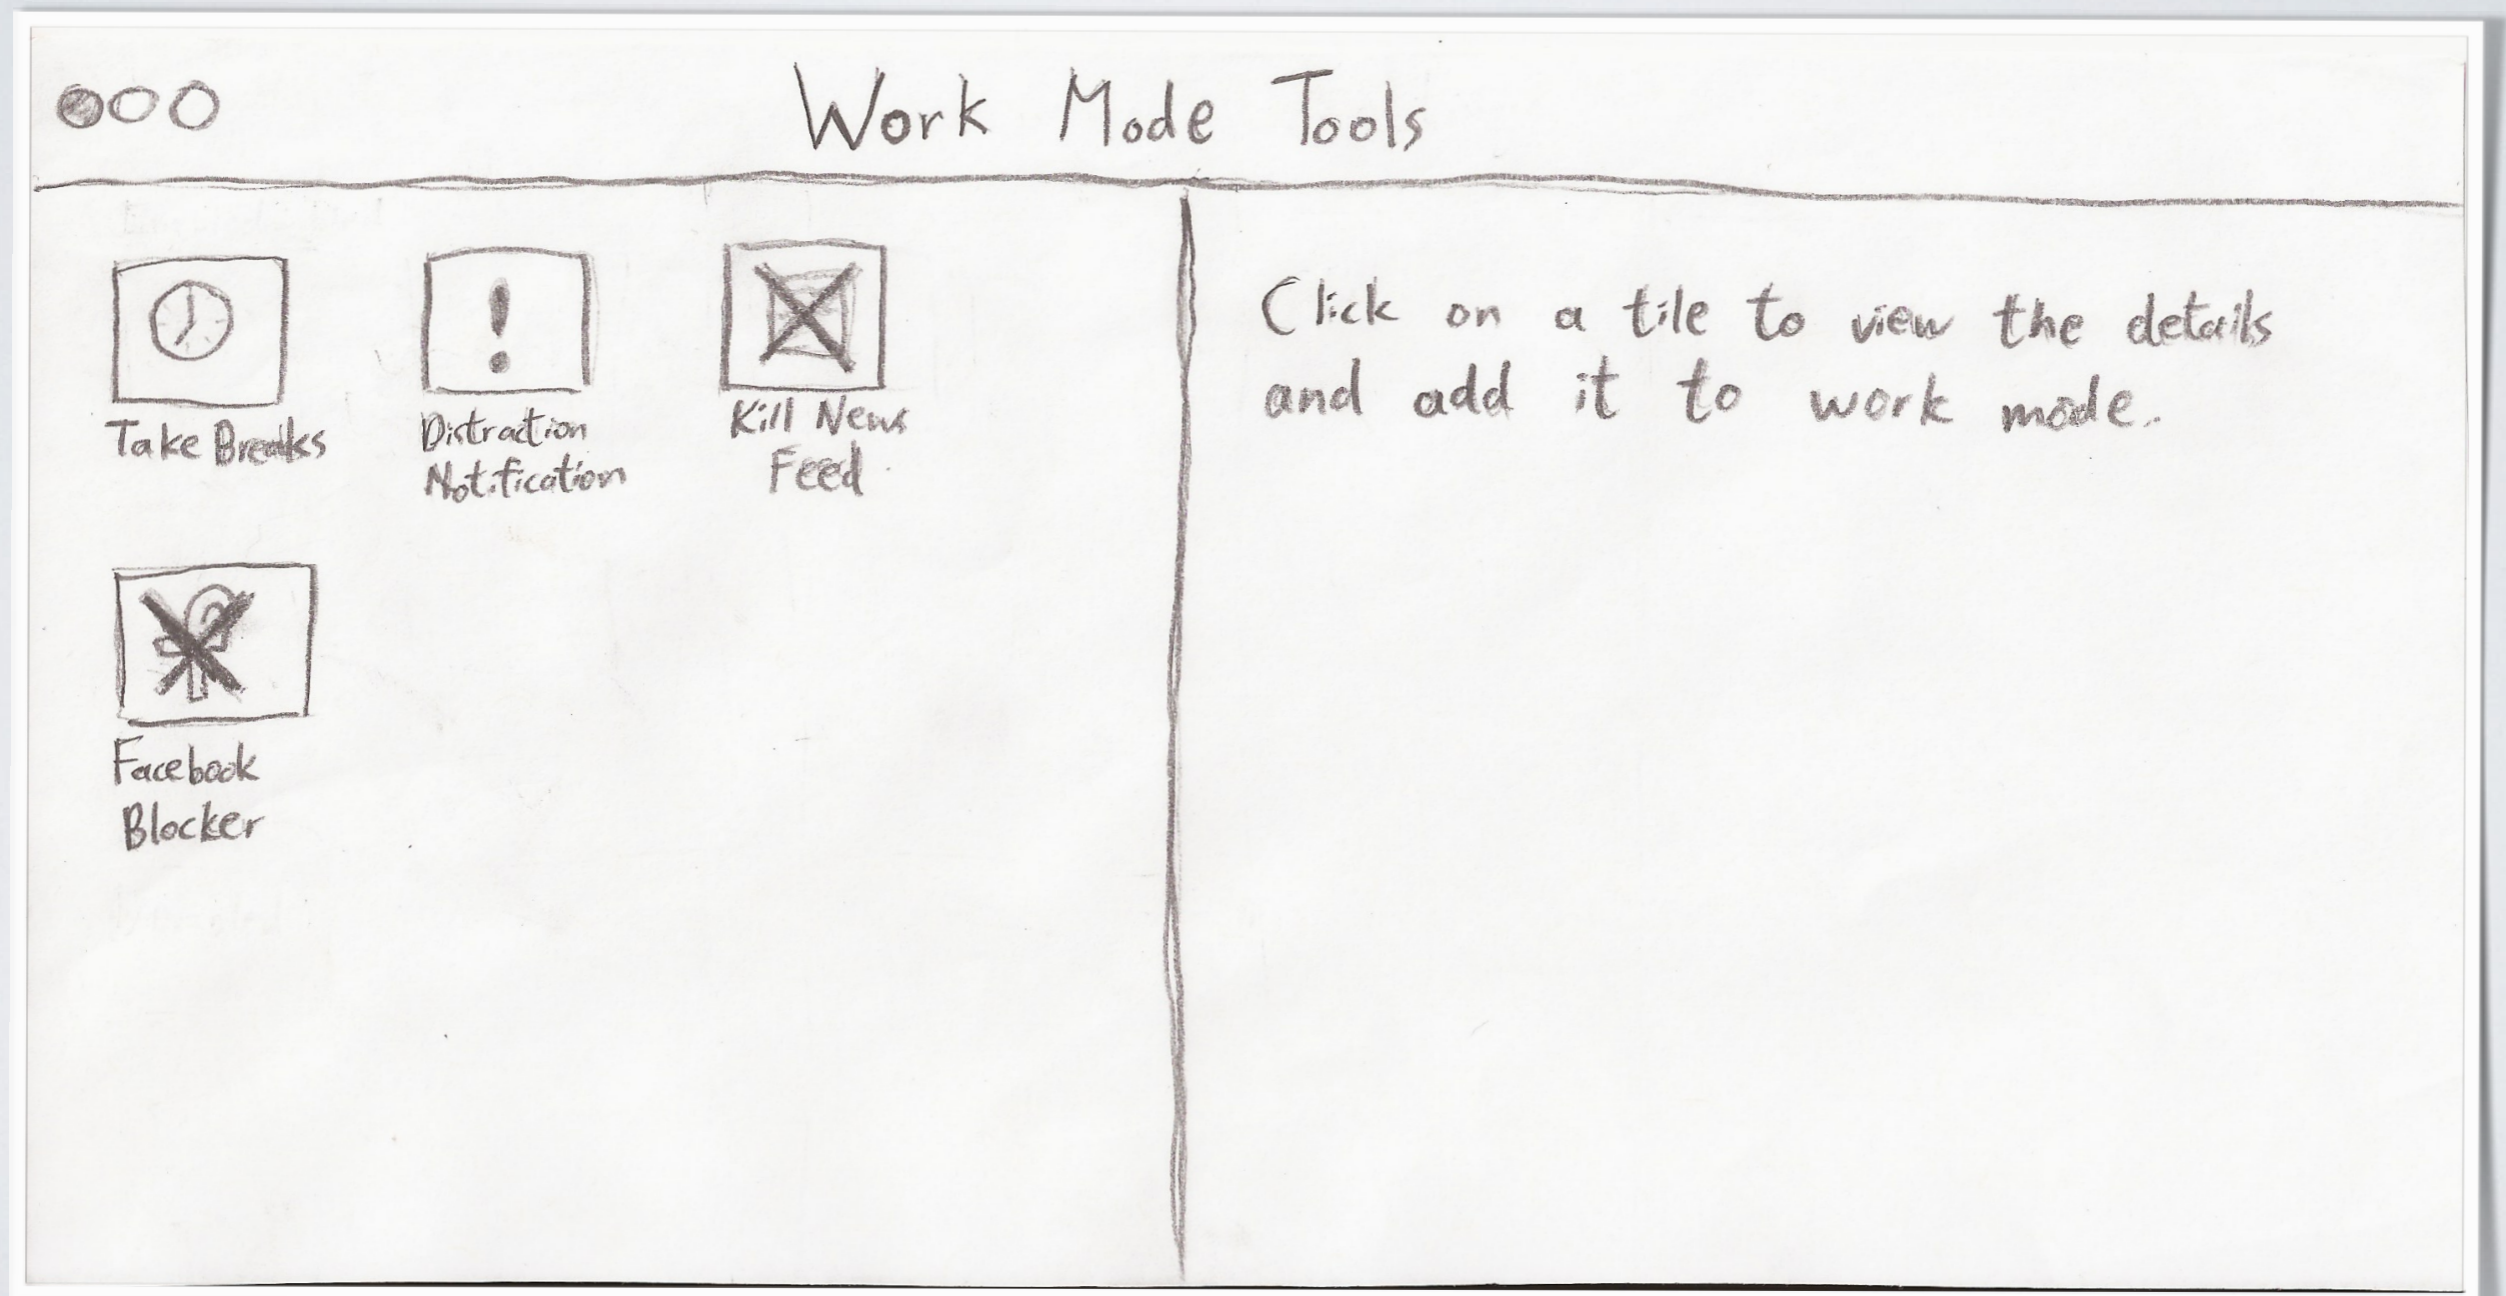 Work Mode Tools
Take Breaks
Distraction
Notification
Kill News
Feed
Facebook
Blocker
Click on a tile to view the details
and add it to work mode.